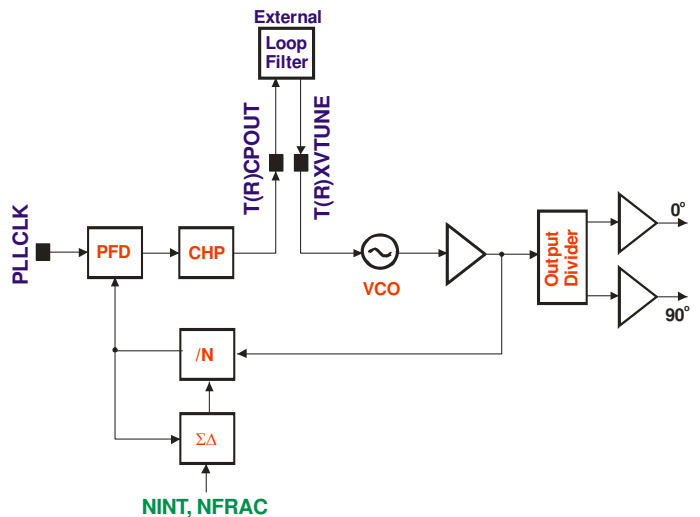 External
Loop
Filter
T(R)CPOUT
T(R)XVTUNE
PLLCLK
PFD
CHP
VCO
Output
Divider
0°
90°
/N
ΣΔ
NINT, NFRAC